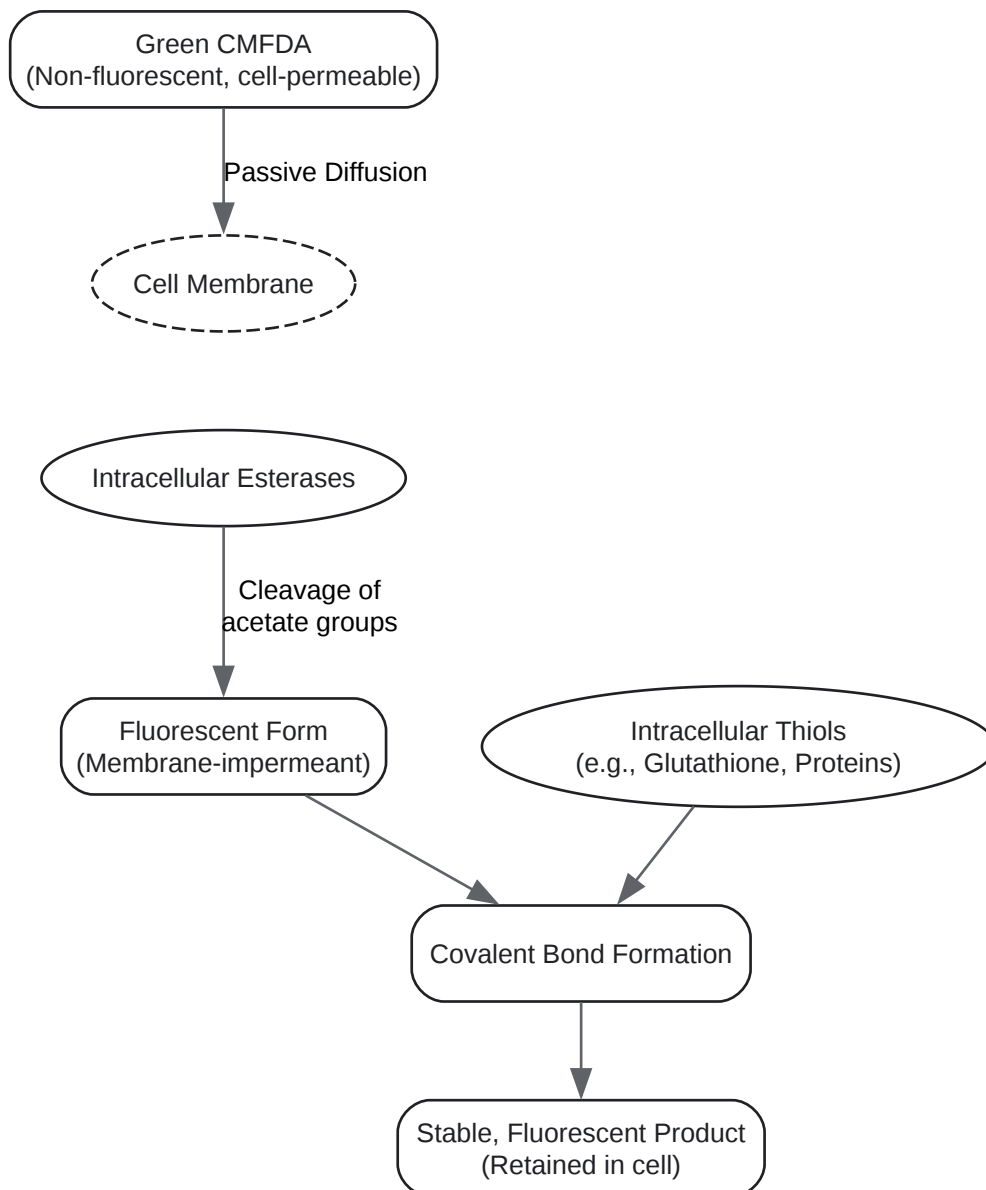 Green CMFDA
(Non-fluorescent, cell-permeable)
Passive Diffusion
Cell Membrane
Intracellular Esterases
Cleavage of
acetate groups
Fluorescent Form
(Membrane-impermeant)
Intracellular Thiols
(e.g., Glutathione, Proteins)
Covalent Bond Formation
Stable, Fluorescent Product
(Retained in cell)